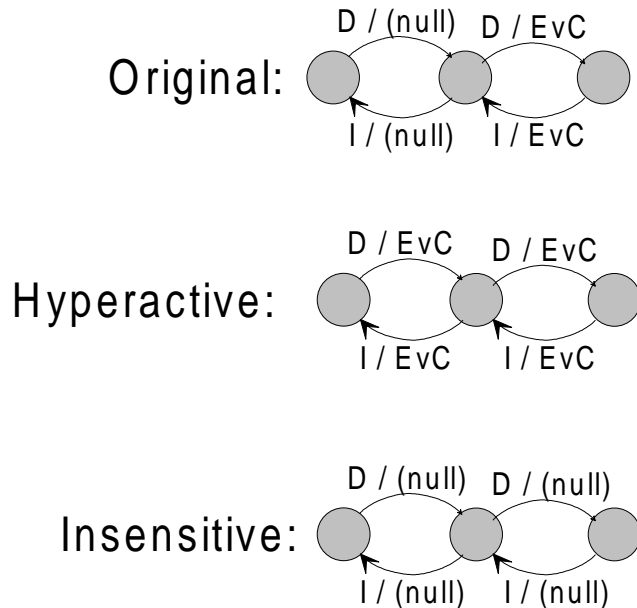 D / (null) D / EvC
Original:
I / (null) I / EvC
D / EvC D / EvC
Hyperactive:
I / EvC I / EvC
D / (null) D / (null)
Insensitive:
I / (null) I / (null)